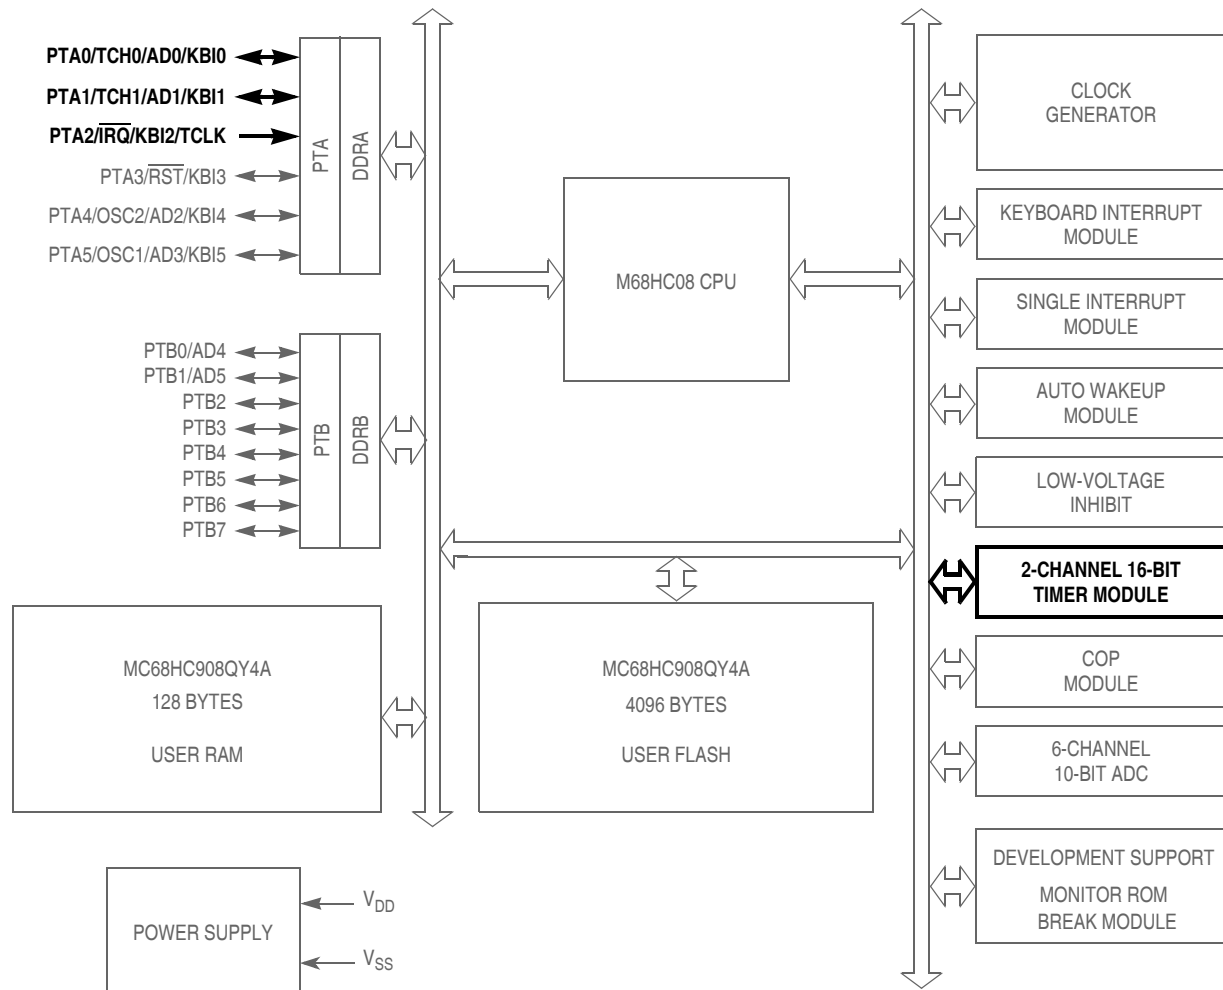 PTA0/TCH0/AD0/KBI0
PTA1/TCH1/AD1/KBI1
PTA2/IRQ/KBI2/TCLK
PTA3/RST/KBI3
PTA4/OSC2/AD2/KBI4
PTA5/OSC1/AD3/KBI5
PTA
DDRA
PTB0/AD4
PTB1/AD5
PTB2
PTB3
PTB4
PTB5
PTB6
PTB7
PTB
DDRB
M68HC08 CPU
CLOCK
GENERATOR
KEYBOARD INTERRUPT
MODULE
SINGLE INTERRUPT
MODULE
AUTO WAKEUP
MODULE
LOW-VOLTAGE
INHIBIT
2-CHANNEL 16-BIT
TIMER MODULE
COP
MODULE
6-CHANNEL
10-BIT ADC
DEVELOPMENT SUPPORT
MONITOR ROM
BREAK MODULE
MC68HC908QY4A
128 BYTES
USER RAM
MC68HC908QY4A
4096 BYTES
USER FLASH
POWER SUPPLY
VDD
VSS